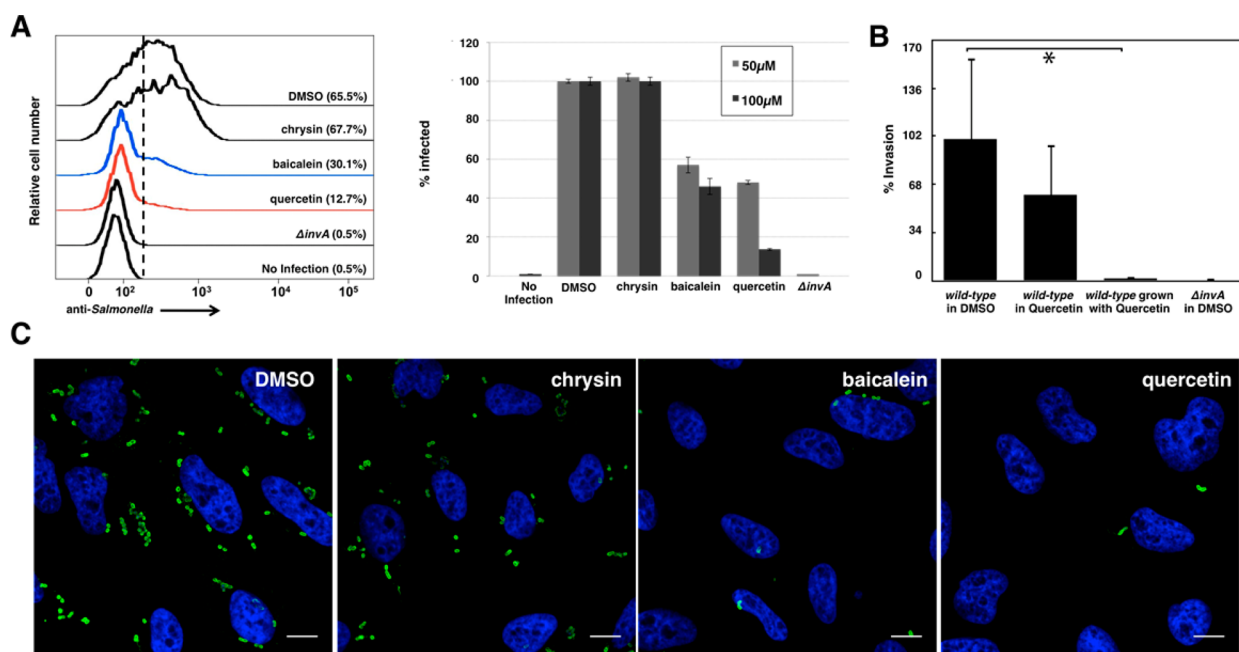 A
Relative cell number
DMSO (65.5%)
chrysin (67.7%)
baicalein (30.1%)
quercetin (12.7%)
ΔinvA (0.5%)
No Infection (0.5%)
0 10² 10³ 10⁴ 10⁵
anti-Salmonella
% infected
120
100
80
60
40
20
0
50µM
100µM
No Infection
DMSO
chrysin
baicalein
quercetin
ΔinvA
B
% Invasion
170
136
102
68
34
0
*
wild-type
in DMSO
wild-type
in Quercetin
wild-type grown
with Quercetin
ΔinvA
in DMSO
C
DMSO
chrysin
baicalein
quercetin